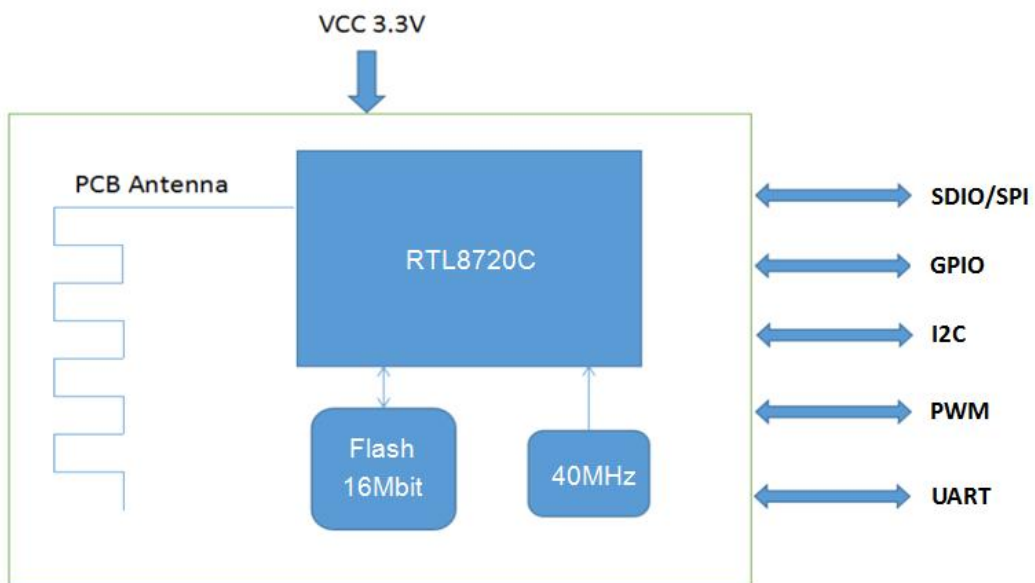 VCC 3.3V
PCB Antenna
RTL8720C
Flash
16Mbit
40MHz
SDIO/SPI
GPIO
I2C
PWM
UART